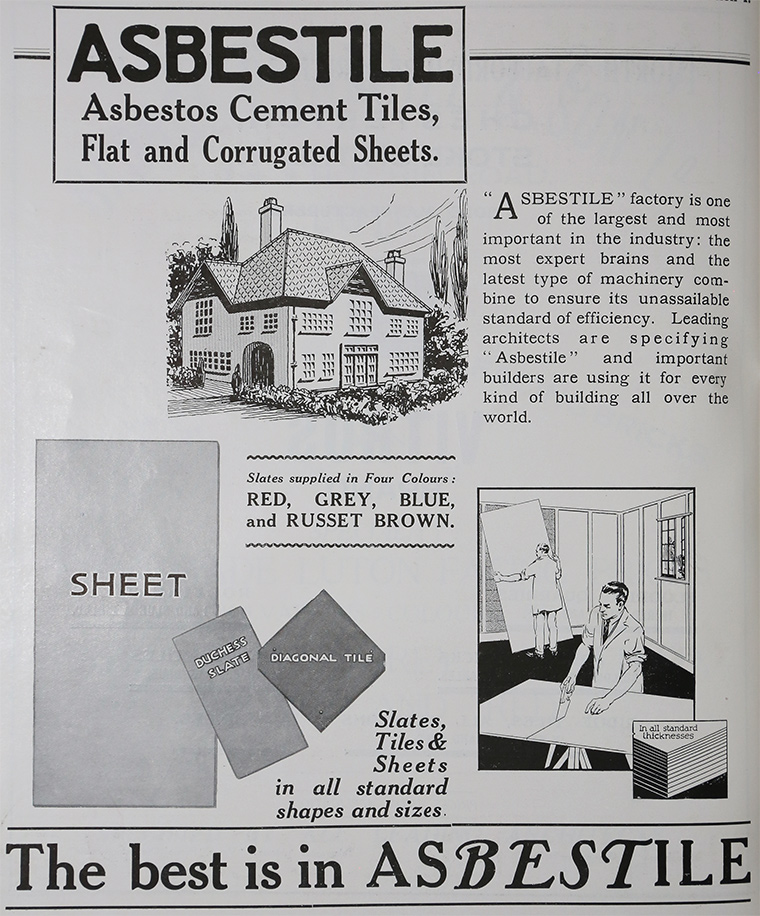 ASBESTILE
Asbestos Cement Tiles,
Flat and Corrugated Sheets.
"ASBESTILE" factory is one
of the largest and most
important in the industry: the
most expert brains and the
latest type of machinery com-
bine to ensure its unassailable
standard of efficiency. Leading
architects are specifying
"Asbestile" and important
builders are using it for every
kind of building all over the
world.
Slates supplied in Four Colours:
RED, GREY, BLUE,
and RUSSET BROWN.
SHEET
DUCHESS
SLATE
DIAGONAL TILE
Slates,
Tiles &
Sheets
in all standard
shapes and sizes.
In all standard
thicknesses
The best is in ASBESTILE